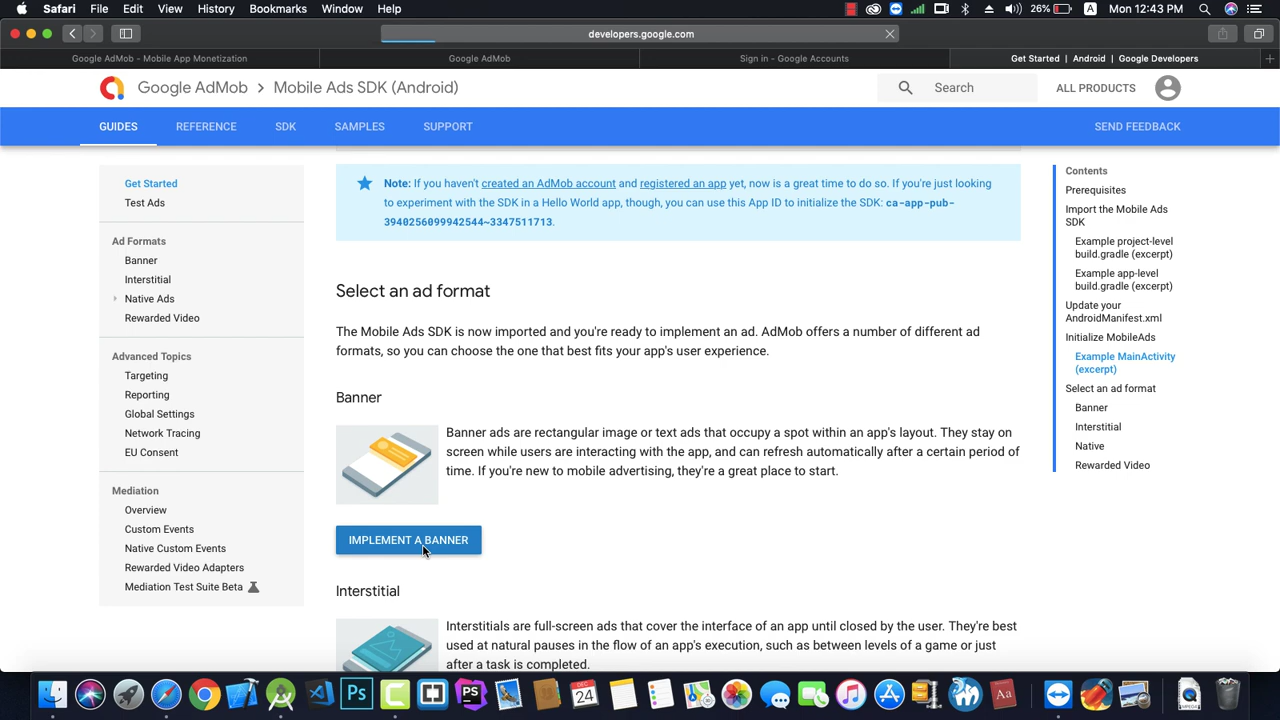 Safari File Edit View History Bookmarks Window Help 26% A Mon 12:43 PM
developers.google.com
Google AdMob - Mobile App Monetization Google AdMob Sign in - Google Accounts Get Started | Android | Google Developers
Google AdMob > Mobile Ads SDK (Android) Search ALL PRODUCTS
GUIDES REFERENCE SDK SAMPLES SUPPORT SEND FEEDBACK
Get Started
Test Ads
Ad Formats
Banner
Interstitial
Native Ads
Rewarded Video
Advanced Topics
Targeting
Reporting
Global Settings
Network Tracing
EU Consent
Mediation
Overview
Custom Events
Native Custom Events
Rewarded Video Adapters
Mediation Test Suite Beta
Note: If you haven't created an AdMob account and registered an app yet, now is a great time to do so. If you're just looking
to experiment with the SDK in a Hello World app, though, you can use this App ID to initialize the SDK: ca-app-pub-
3940256099942544~3347511713.
Select an ad format
The Mobile Ads SDK is now imported and you're ready to implement an ad. AdMob offers a number of different ad
formats, so you can choose the one that best fits your app's user experience.
Banner
Banner ads are rectangular image or text ads that occupy a spot within an app's layout. They stay on
screen while users are interacting with the app, and can refresh automatically after a certain period of
time. If you're new to mobile advertising, they're a great place to start.
IMPLEMENT A BANNER
Interstitial
Interstitials are full-screen ads that cover the interface of an app until closed by the user. They're best
used at natural pauses in the flow of an app's execution, such as between levels of a game or just
after a task is completed.
Contents
Prerequisites
Import the Mobile Ads
SDK
Example project-level
build.gradle (excerpt)
Example app-level
build.gradle (excerpt)
Update your
AndroidManifest.xml
Initialize MobileAds
Example MainActivity
(excerpt)
Select an ad format
Banner
Interstitial
Native
Rewarded Video
Ps PS DEC 24 Aa